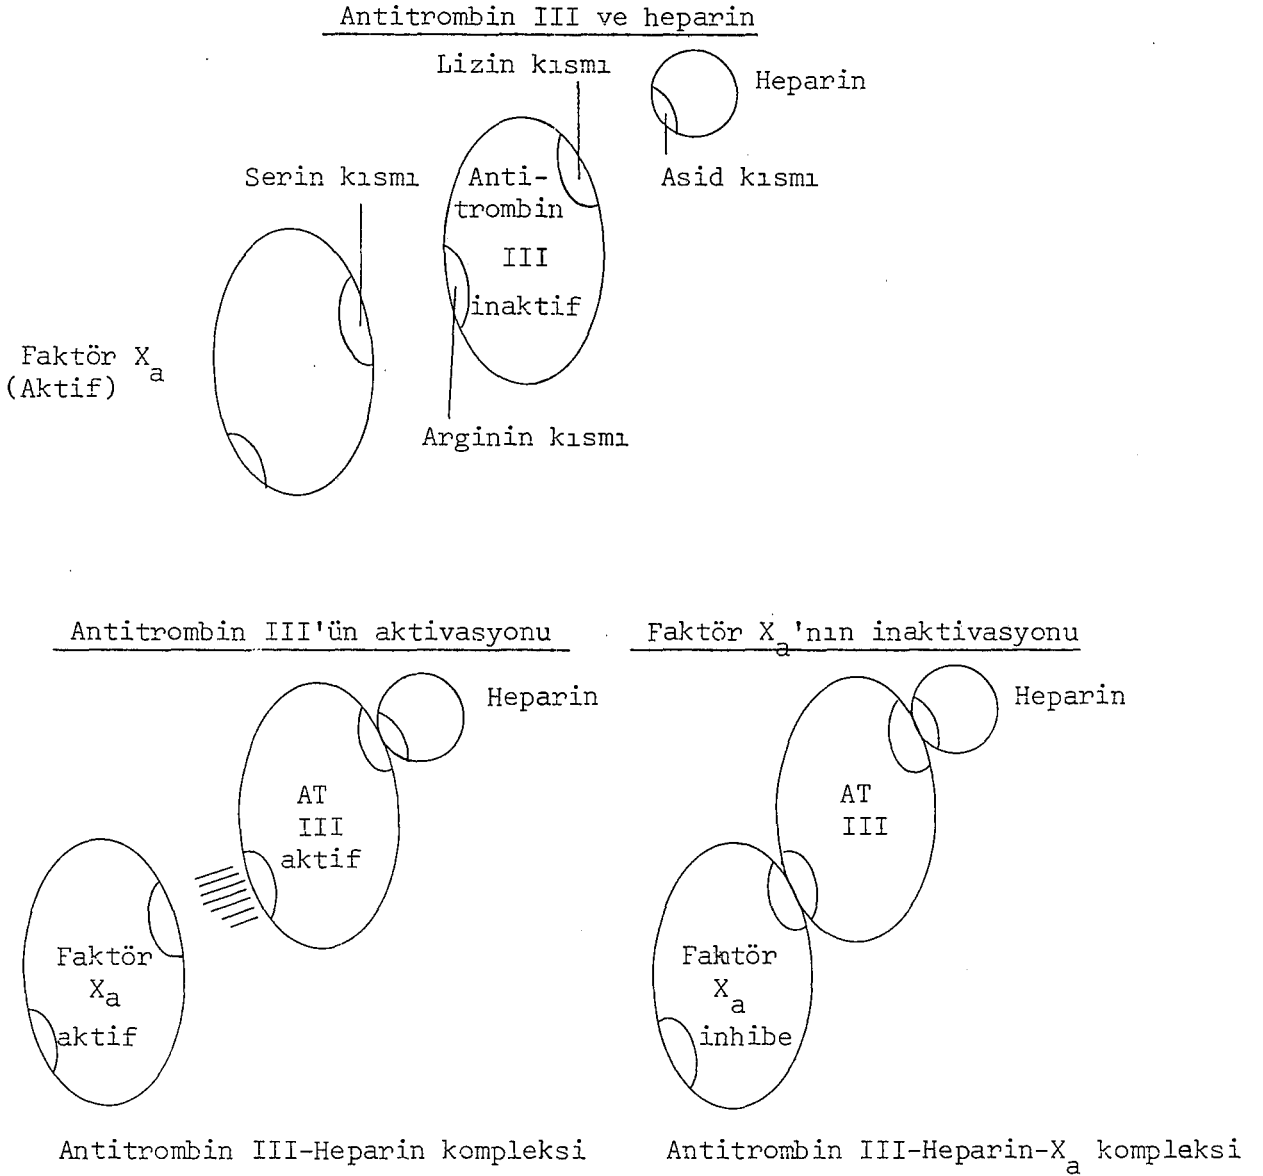 Antitrombin III ve heparin
Lizin kısmı
Heparin
Serin kısmı
Anti-
trombin
III
inaktif
Asid kısmı
Faktör Xa
(Aktif)
Arginin kısmı
Antitrombin III'ün aktivasyonu
Heparin
AT
III
aktif
Faktör
Xa
aktif
Antitrombin III-Heparin kompleksi
Faktör Xa'nın inaktivasyonu
Heparin
AT
III
Faktör
Xa
inhibe
Antitrombin III-Heparin-Xa kompleksi